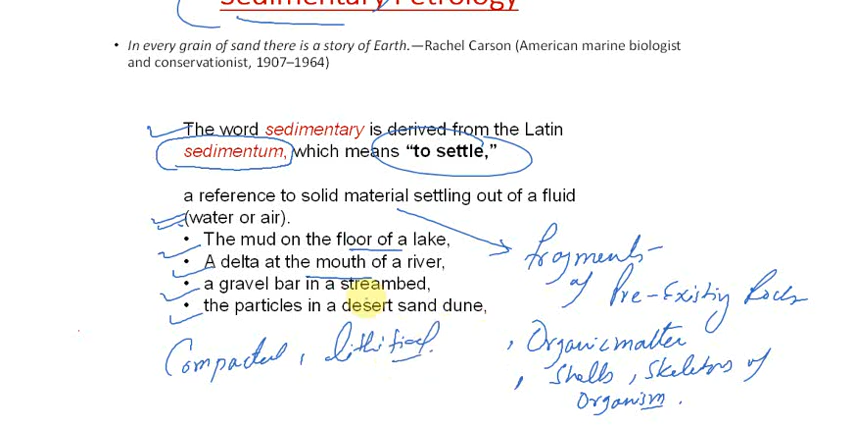 Sedimentary Petrology
• In every grain of sand there is a story of Earth.—Rachel Carson (American marine biologist
and conservationist, 1907–1964)
The word sedimentary is derived from the Latin
sedimentum, which means “to settle,”
a reference to solid material settling out of a fluid
(water or air).
• The mud on the floor of a lake,
• A delta at the mouth of a river,
• a gravel bar in a streambed,
• the particles in a desert sand dune,
fragments
of Pre-Existing Rocks
, Organic matter
, Shells, Skeletons of
Organism.
Compacted, lithified.